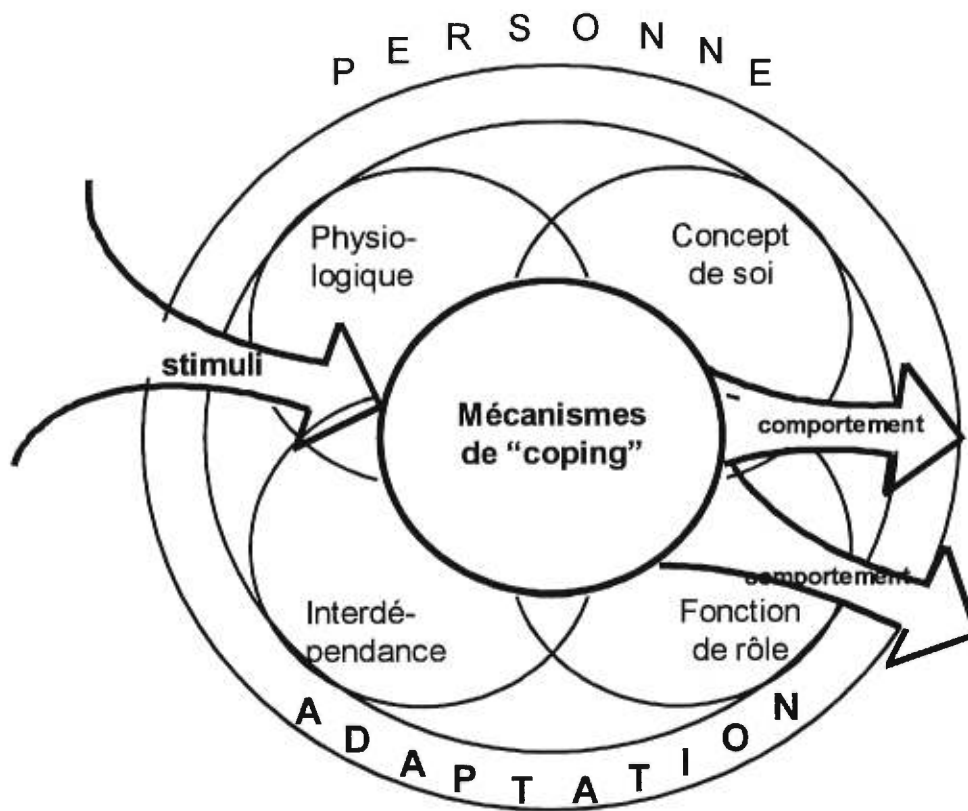 PERSONNE
Physio-
logique
Concept
de soi
stimuli
Mécanismes
de “coping”
comportement
comportement
Interdé-
pendance
Fonction
de rôle
ADAPTATION